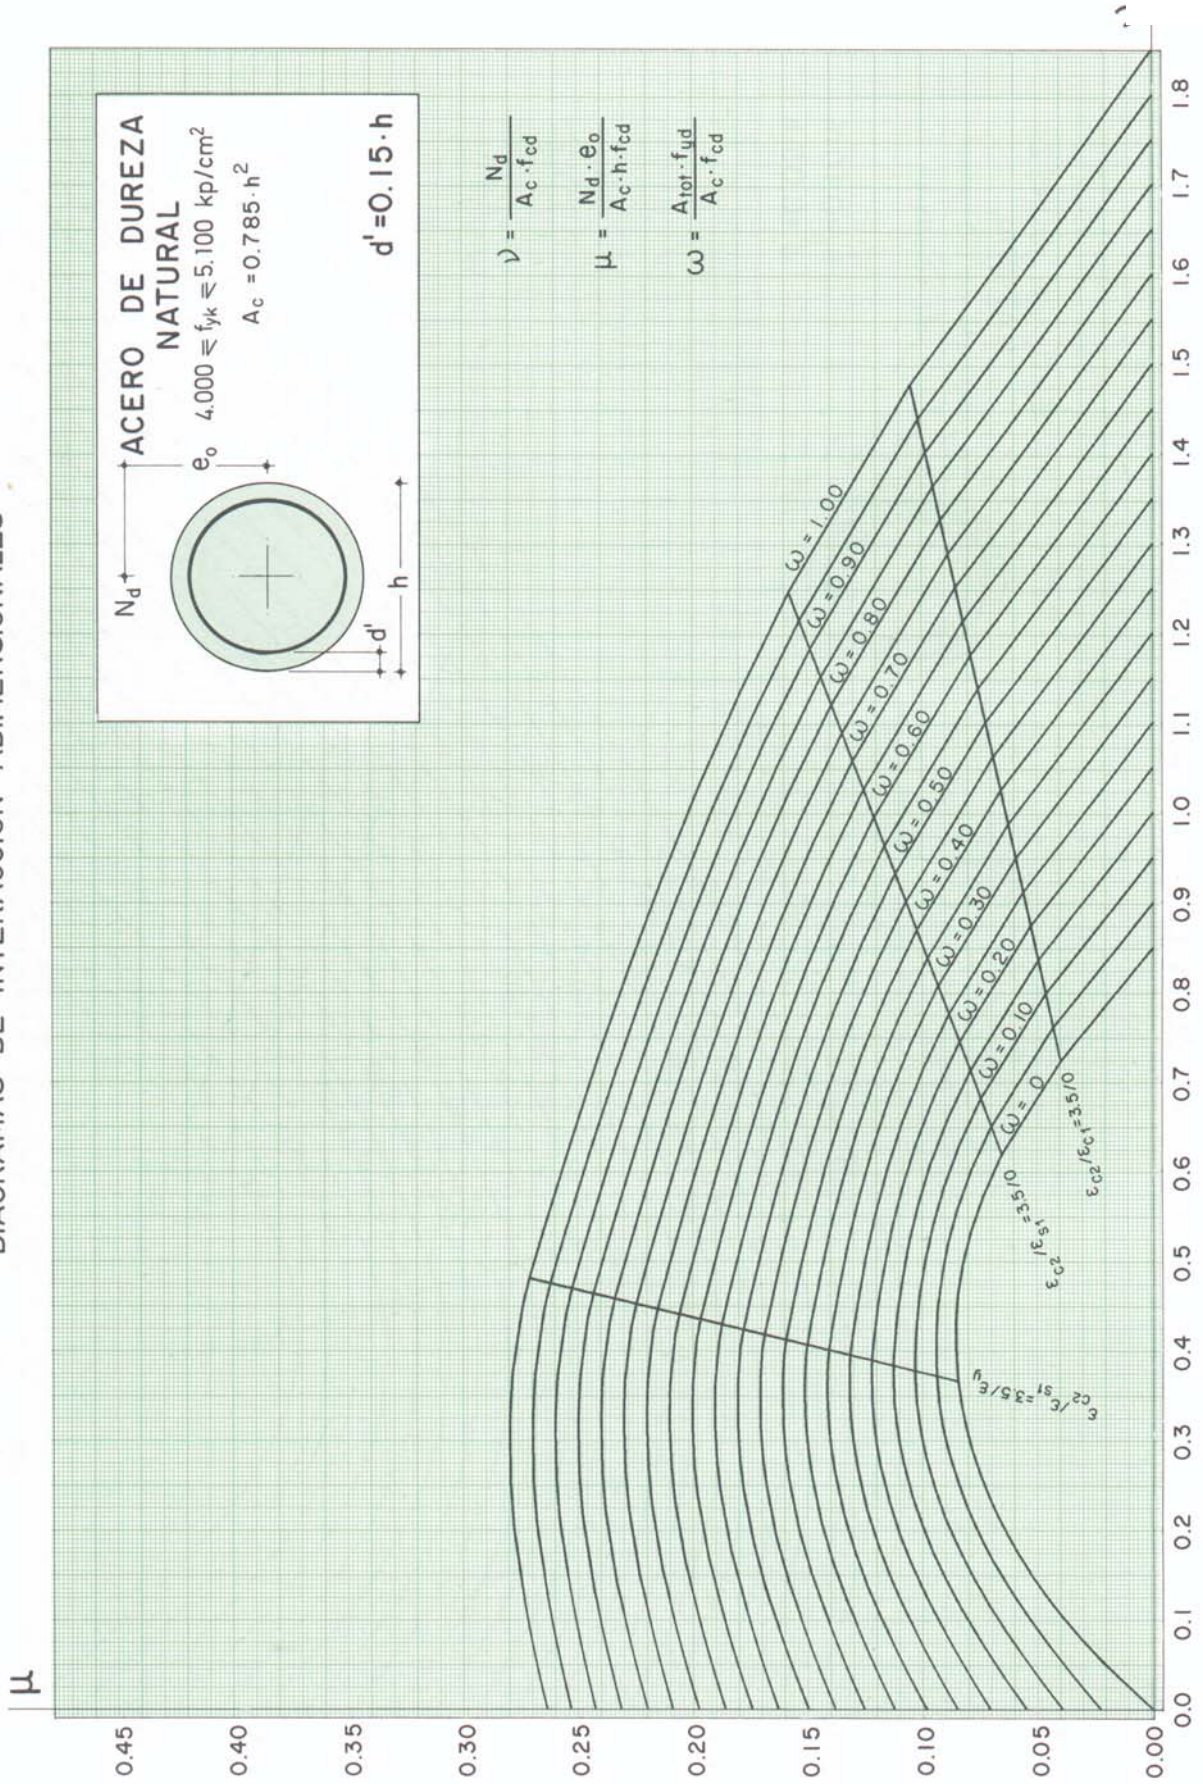 μ
ACERO DE DUREZA
NATURAL
4.000 ⩽ fyk ⩽ 5.100 kp/cm²
Ac = 0.785·h²
d' = 0.15·h
Nd
e₀
d'
h
ν = Nd / Ac·fcd
μ = Nd·e₀ / Ac·h·fcd
ω = Atot·fyd / Ac·fcd
ω = 1.00
ω = 0.90
ω = 0.80
ω = 0.70
ω = 0.60
ω = 0.50
ω = 0.40
ω = 0.30
ω = 0.20
ω = 0.10
ω = 0
εc2/εs1=3.5/εy
εc2/εs1=3.5/0
εc2/εc1=3.5/0
0.45
0.40
0.35
0.30
0.25
0.20
0.15
0.10
0.05
0.00
0.0 0.1 0.2 0.3 0.4 0.5 0.6 0.7 0.8 0.9 1.0 1.1 1.2 1.3 1.4 1.5 1.6 1.7 1.8